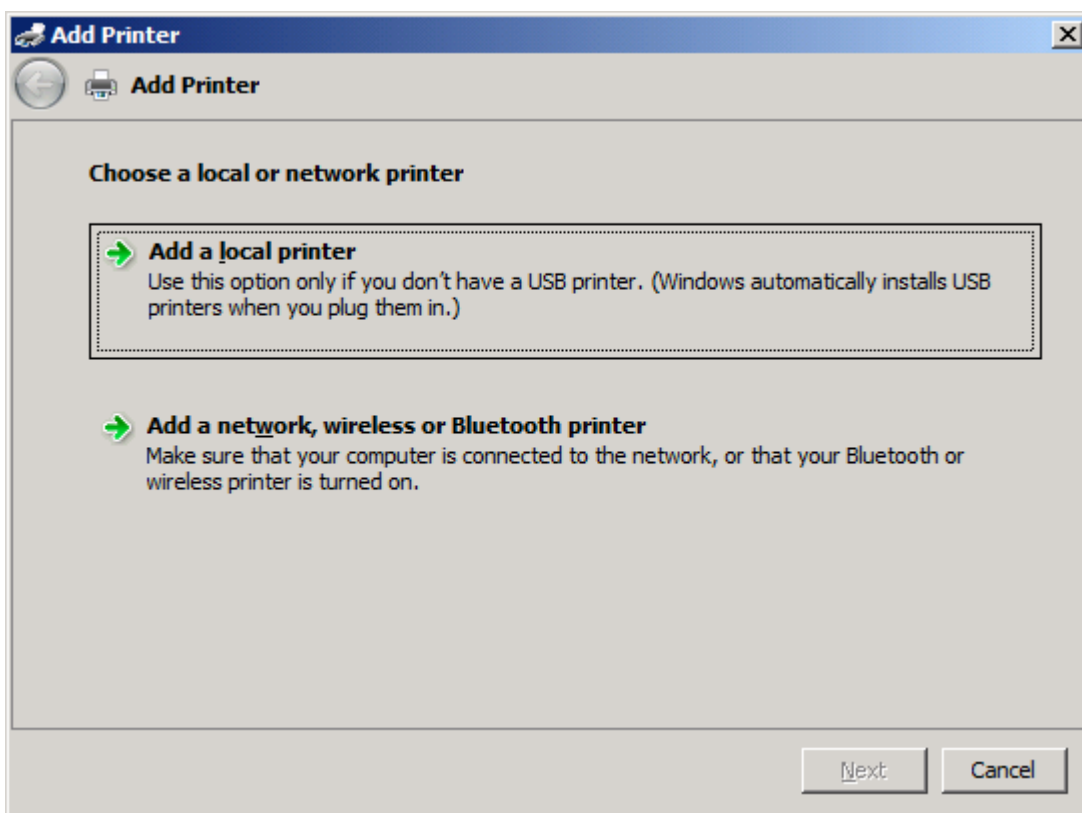 Add Printer
Add Printer
Choose a local or network printer
Add a local printer
Use this option only if you don't have a USB printer. (Windows automatically installs USB
printers when you plug them in.)
Add a network, wireless or Bluetooth printer
Make sure that your computer is connected to the network, or that your Bluetooth or
wireless printer is turned on.
Next
Cancel